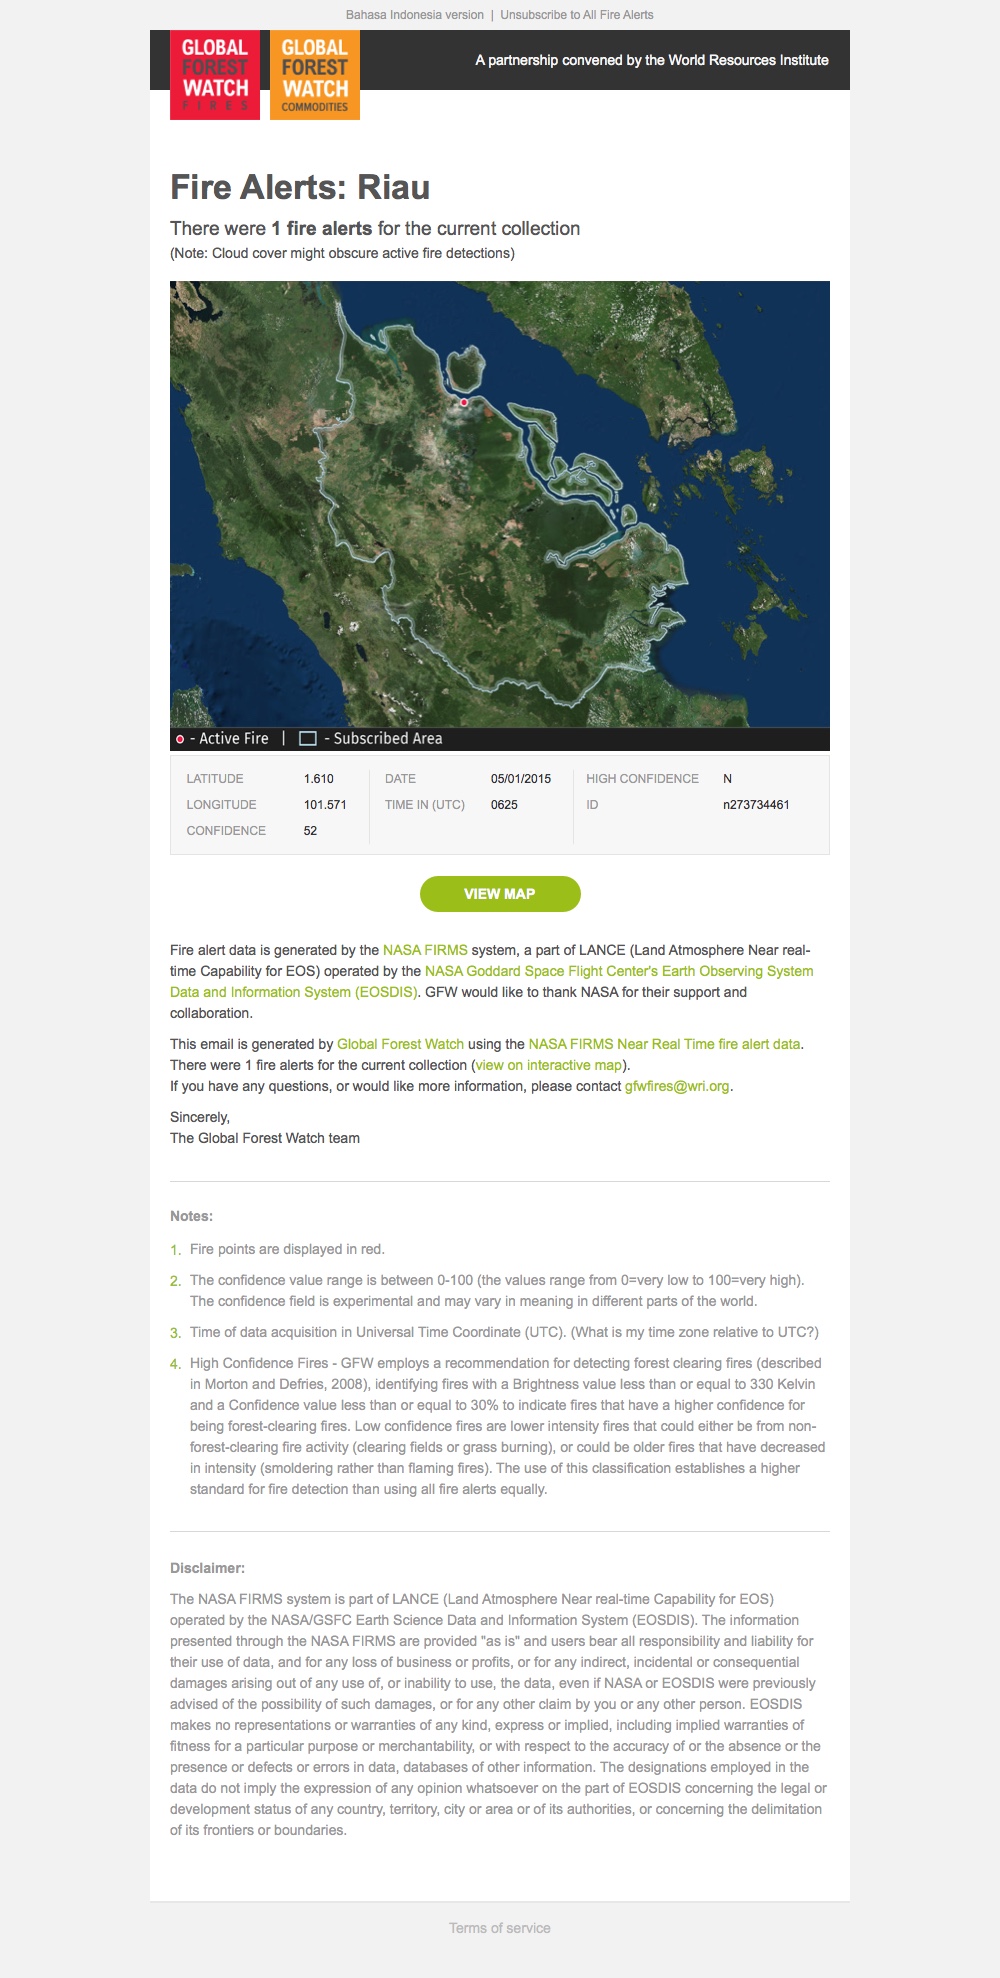 Bahasa Indonesia version | Unsubscribe to All Fire Alerts
GLOBAL
FOREST
WATCH
FIRES
GLOBAL
FOREST
WATCH
COMMODITIES
A partnership convened by the World Resources Institute
Fire Alerts: Riau
There were 1 fire alerts for the current collection
(Note: Cloud cover might obscure active fire detections)
- Active Fire | - Subscribed Area
LATITUDE 1.610 DATE 05/01/2015 HIGH CONFIDENCE N
LONGITUDE 101.571 TIME IN (UTC) 0625 ID n273734461
CONFIDENCE 52
VIEW MAP
Fire alert data is generated by the NASA FIRMS system, a part of LANCE (Land Atmosphere Near real-
time Capability for EOS) operated by the NASA Goddard Space Flight Center's Earth Observing System
Data and Information System (EOSDIS). GFW would like to thank NASA for their support and
collaboration.
This email is generated by Global Forest Watch using the NASA FIRMS Near Real Time fire alert data.
There were 1 fire alerts for the current collection (view on interactive map).
If you have any questions, or would like more information, please contact gfwfires@wri.org.
Sincerely,
The Global Forest Watch team
Notes:
1. Fire points are displayed in red.
2. The confidence value range is between 0-100 (the values range from 0=very low to 100=very high).
The confidence field is experimental and may vary in meaning in different parts of the world.
3. Time of data acquisition in Universal Time Coordinate (UTC). (What is my time zone relative to UTC?)
4. High Confidence Fires - GFW employs a recommendation for detecting forest clearing fires (described
in Morton and Defries, 2008), identifying fires with a Brightness value less than or equal to 330 Kelvin
and a Confidence value less than or equal to 30% to indicate fires that have a higher confidence for
being forest-clearing fires. Low confidence fires are lower intensity fires that could either be from non-
forest-clearing fire activity (clearing fields or grass burning), or could be older fires that have decreased
in intensity (smoldering rather than flaming fires). The use of this classification establishes a higher
standard for fire detection than using all fire alerts equally.
Disclaimer:
The NASA FIRMS system is part of LANCE (Land Atmosphere Near real-time Capability for EOS)
operated by the NASA/GSFC Earth Science Data and Information System (EOSDIS). The information
presented through the NASA FIRMS are provided "as is" and users bear all responsibility and liability for
their use of data, and for any loss of business or profits, or for any indirect, incidental or consequential
damages arising out of any use of, or inability to use, the data, even if NASA or EOSDIS were previously
advised of the possibility of such damages, or for any other claim by you or any other person. EOSDIS
makes no representations or warranties of any kind, express or implied, including implied warranties of
fitness for a particular purpose or merchantability, or with respect to the accuracy of or the absence or the
presence or defects or errors in data, databases of other information. The designations employed in the
data do not imply the expression of any opinion whatsoever on the part of EOSDIS concerning the legal or
development status of any country, territory, city or area or of its authorities, or concerning the delimitation
of its frontiers or boundaries.
Terms of service